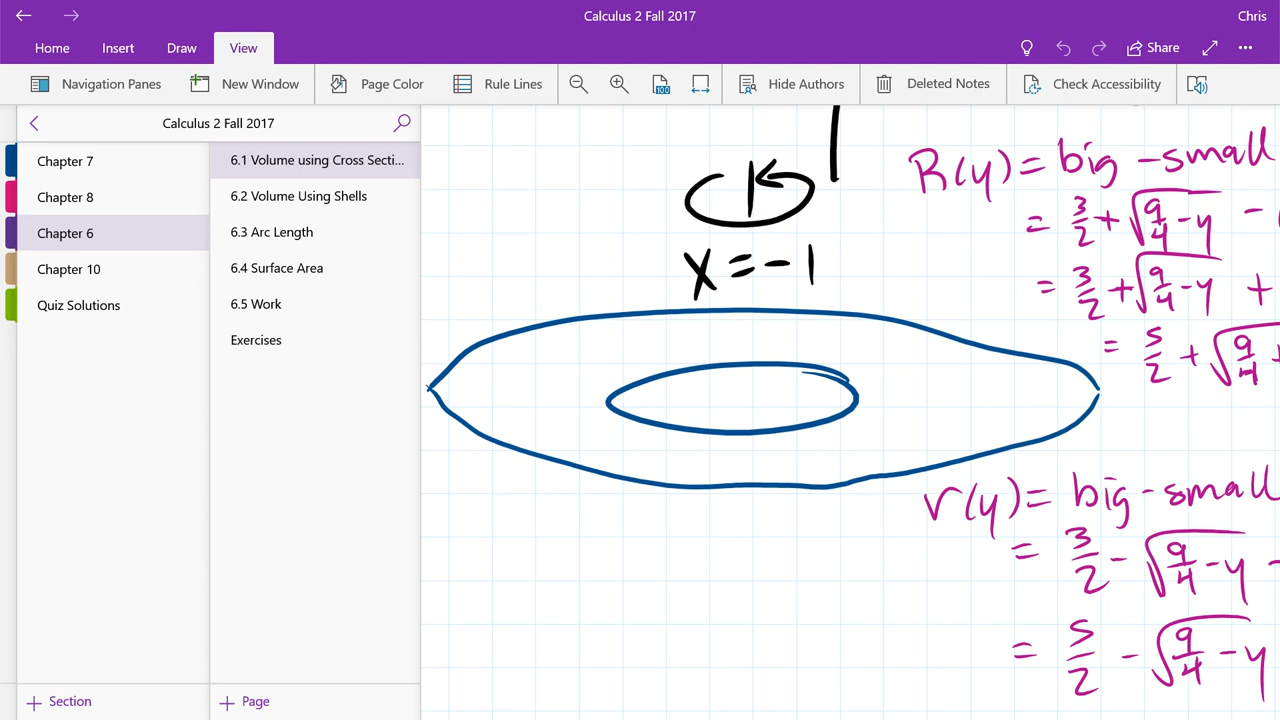 Calculus 2 Fall 2017
Chris
Home Insert Draw View
Share
Navigation Panes New Window Page Color Rule Lines 100 Hide Authors Deleted Notes Check Accessibility
Calculus 2 Fall 2017
Chapter 7
Chapter 8
Chapter 6
Chapter 10
Quiz Solutions
Section
6.1 Volume Using Cross Secti...
6.2 Volume Using Shells
6.3 Arc Length
6.4 Surface Area
6.5 Work
Exercises
Page
x = -1
R(y) = big - small
= 3/2 + √(9/4 - y) -
= 3/2 + √(9/4 - y) +
= 5/2 + √(9/4
r(y) = big - small
= 3/2 - √(9/4 - y) -
= 5/2 - √(9/4 - y)